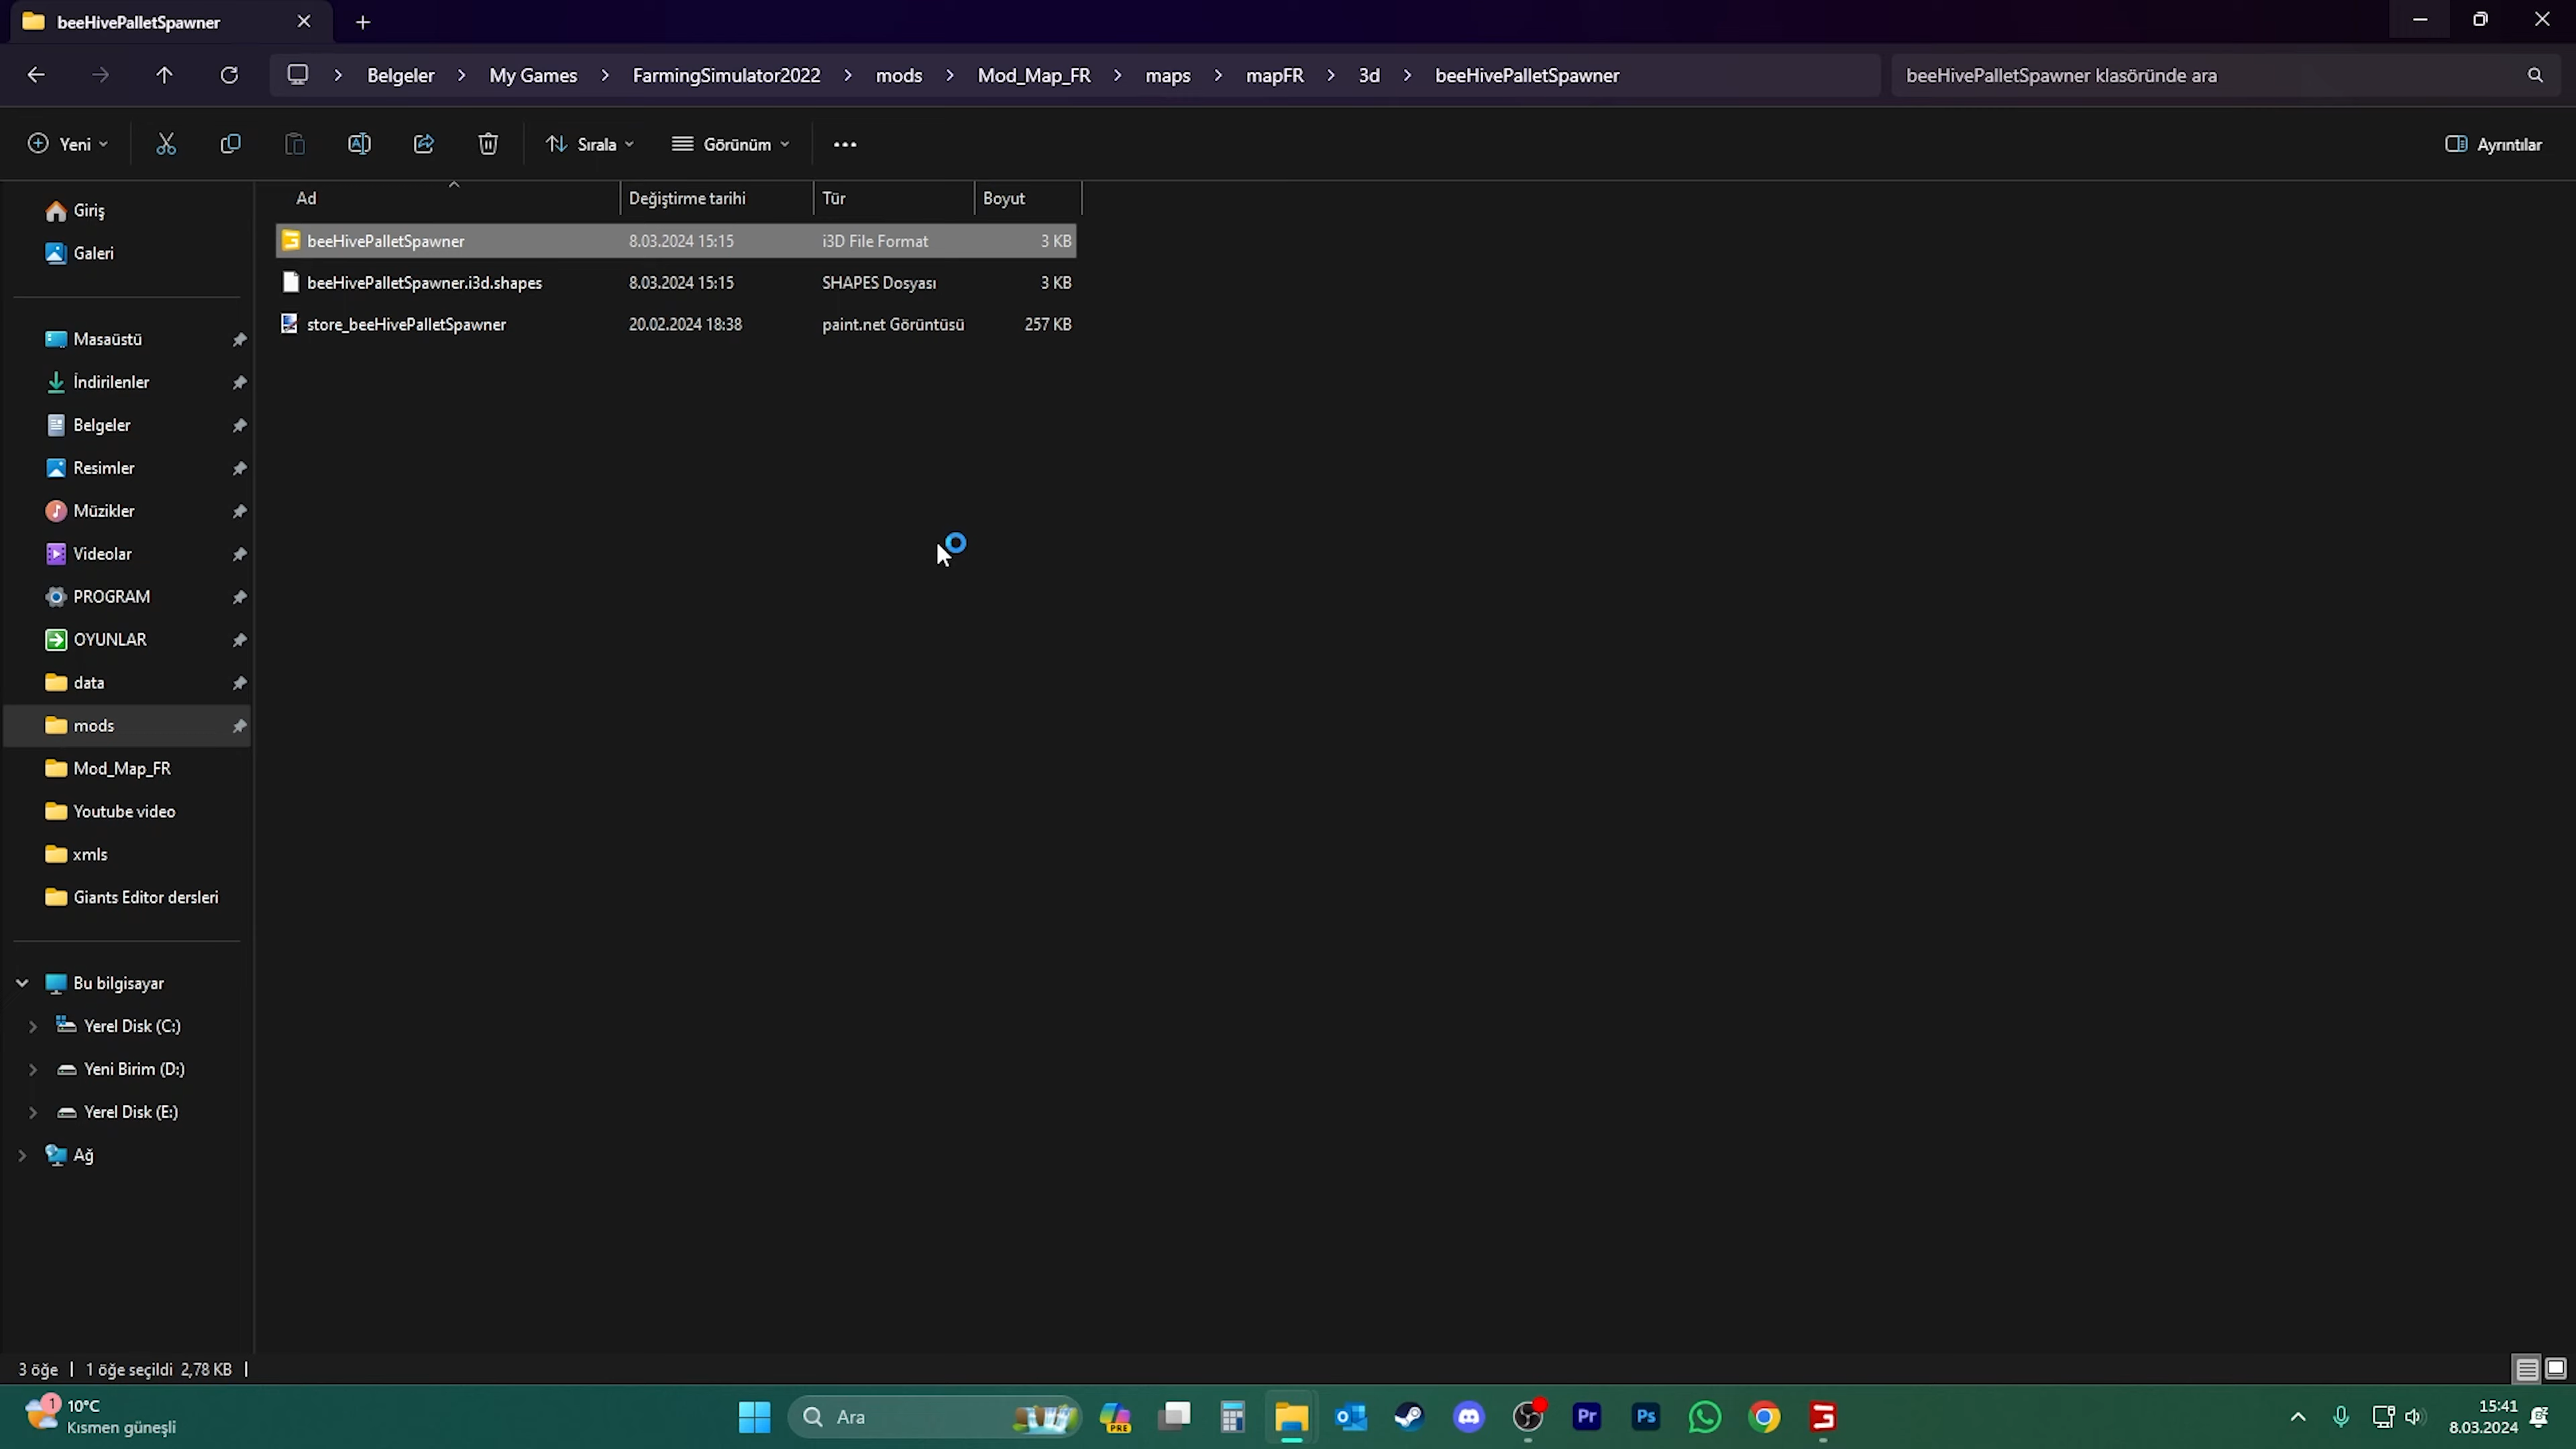 beeHivePalletSpawner
Belgeler My Games FarmingSimulator2022 mods Mod_Map_FR maps mapFR 3d beeHivePalletSpawner
beeHivePalletSpawner klasöründe ara
Yeni Sırala Görünüm Ayrıntılar
Ad Değiştirme tarihi Tür Boyut
beeHivePalletSpawner 8.03.2024 15:15 i3D File Format 3 KB
beeHivePalletSpawner.i3d.shapes 8.03.2024 15:15 SHAPES Dosyası 3 KB
store_beeHivePalletSpawner 20.02.2024 18:38 paint.net Görüntüsü 257 KB
Giriş
Galeri
Masaüstü
İndirilenler
Belgeler
Resimler
Müzikler
Videolar
PROGRAM
OYUNLAR
data
mods
Mod_Map_FR
Youtube video
xmls
Giants Editor dersleri
Bu bilgisayar
Yerel Disk (C:)
Yeni Birim (D:)
Yerel Disk (E:)
Ağ
3 öğe 1 öğe seçildi 2,78 KB
1
10°C
Kısmen güneşli
Ara
PRE
Pr
Ps
15:41
8.03.2024